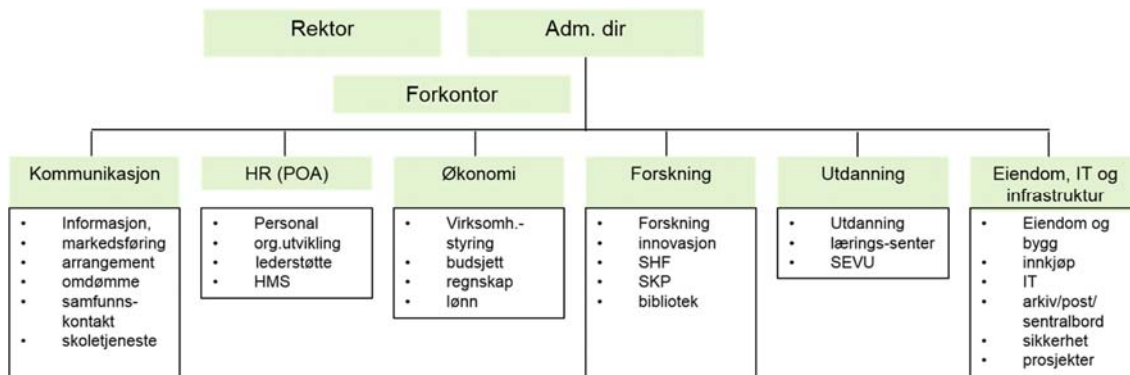 Rektor
Adm. dir
Forkontor
Kommunikasjon
• Informasjon,
• markedsføring
• arrangement
• omdømme
• samfunns-
kontakt
• skoletjeneste
HR (POA)
• Personal
• org.utvikling
• lederstøtte
• HMS
Økonomi
• Virksomh.-
styring
• budsjett
• regnskap
• lønn
Forskning
• Forskning
• innovasjon
• SHF
• SKP
• bibliotek
Utdanning
• Utdanning
• lærings-senter
• SEVU
Eiendom, IT og
infrastruktur
• Eiendom og
bygg
• innkjøp
• IT
• arkiv/post/
sentralbord
• sikkerhet
• prosjekter